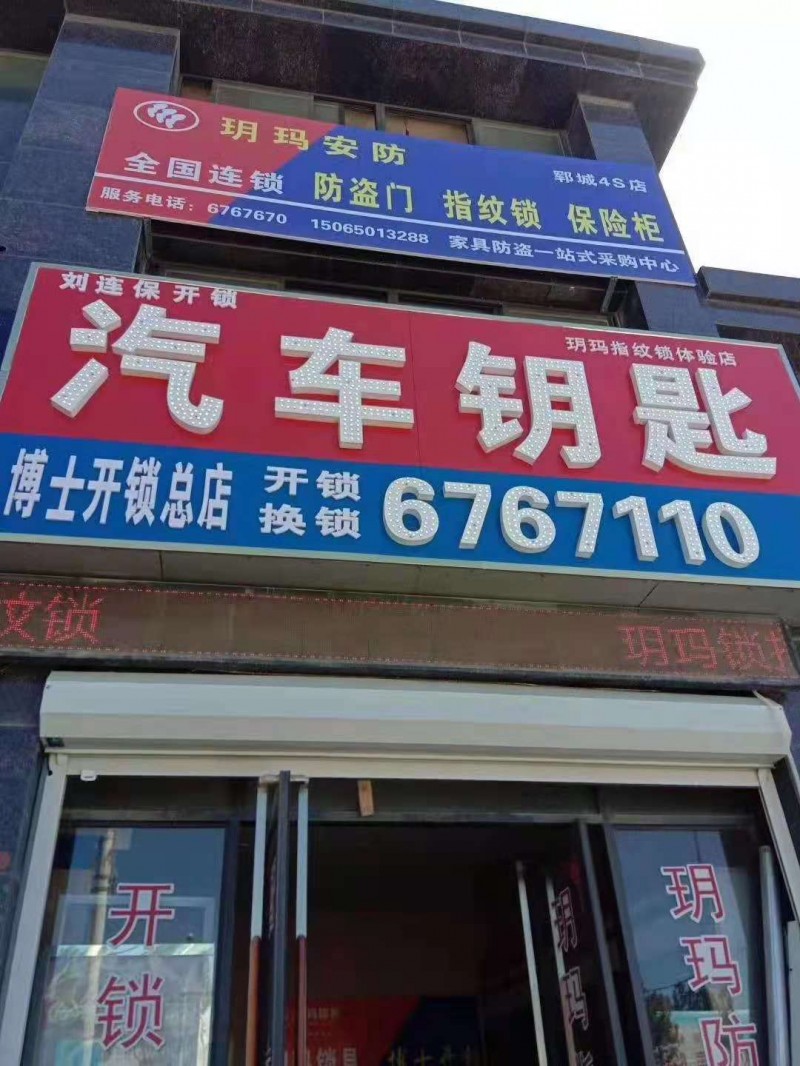 玥玛安防
郓城4S店
全国连锁 防盗门 指纹锁 保险柜
服务电话：6767670 15065013288 家具防盗一站式采购中心
刘连保开锁
玥玛指纹锁体验店
汽车钥匙
博士开锁总店
开锁
换锁
6767110
纹锁
玥玛锁
开锁
玥玛
玥玛防
博士开